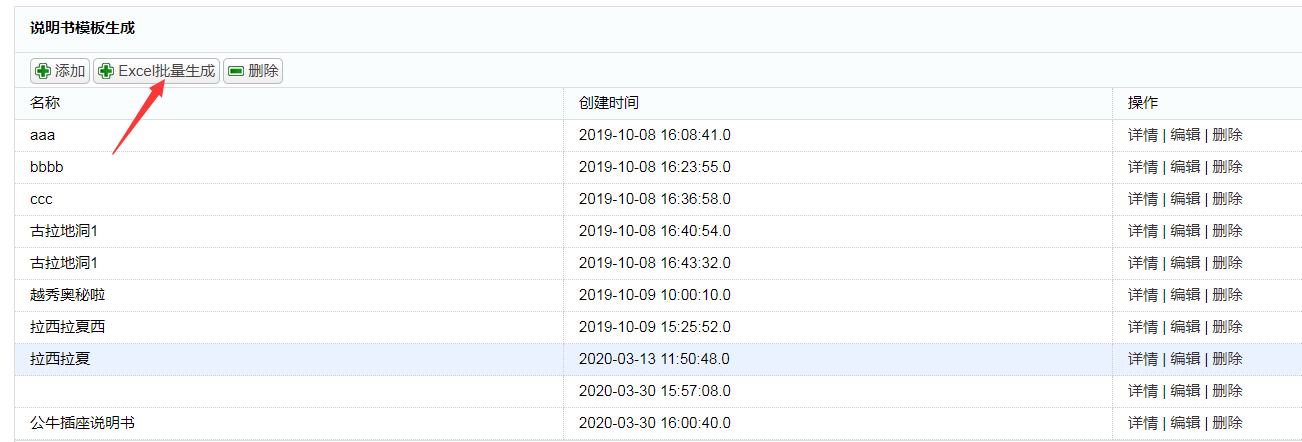 说明书模板生成
添加 Excel批量生成 删除
名称 创建时间 操作
aaa 2019-10-08 16:08:41.0 详情 | 编辑 | 删除
bbbb 2019-10-08 16:23:55.0 详情 | 编辑 | 删除
ccc 2019-10-08 16:36:58.0 详情 | 编辑 | 删除
古拉地洞1 2019-10-08 16:40:54.0 详情 | 编辑 | 删除
古拉地洞1 2019-10-08 16:43:32.0 详情 | 编辑 | 删除
越秀奥秘啦 2019-10-09 10:00:10.0 详情 | 编辑 | 删除
拉西拉夏西 2019-10-09 15:25:52.0 详情 | 编辑 | 删除
拉西拉夏 2020-03-13 11:50:48.0 详情 | 编辑 | 删除
2020-03-30 15:57:08.0 详情 | 编辑 | 删除
公牛插座说明书 2020-03-30 16:00:40.0 详情 | 编辑 | 删除